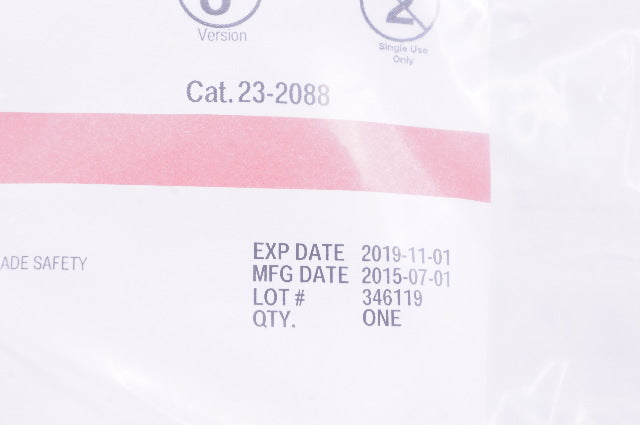 Version
2
Single Use
Only
Cat. 23-2088
ADE SAFETY
EXP DATE 2019-11-01
MFG DATE 2015-07-01
LOT # 346119
QTY. ONE